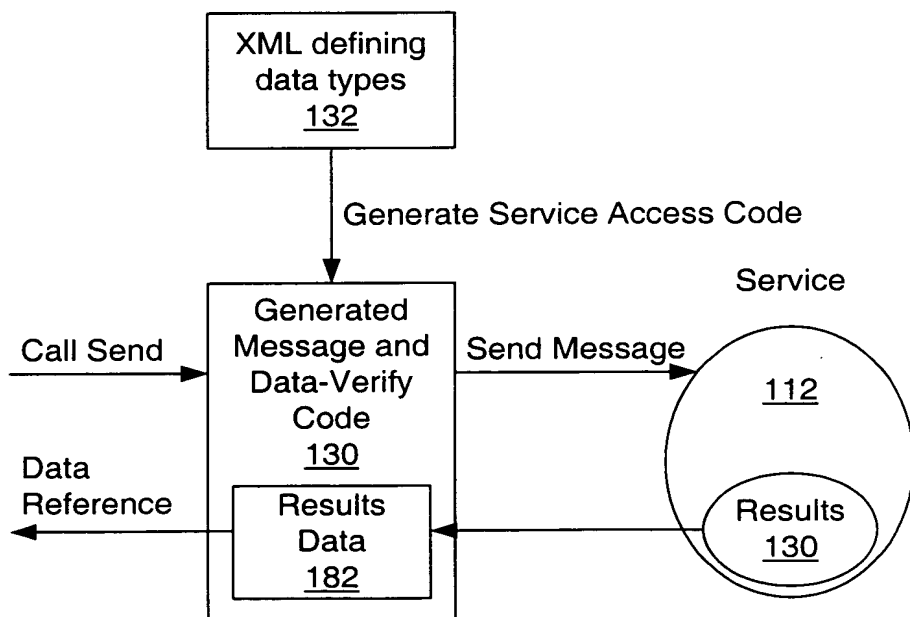 XML defining
data types
132
Generate Service Access Code
Service
Generated
Message and
Data-Verify
Code
130
Call Send
Send Message
112
Data
Reference
Results
Data
182
Results
130